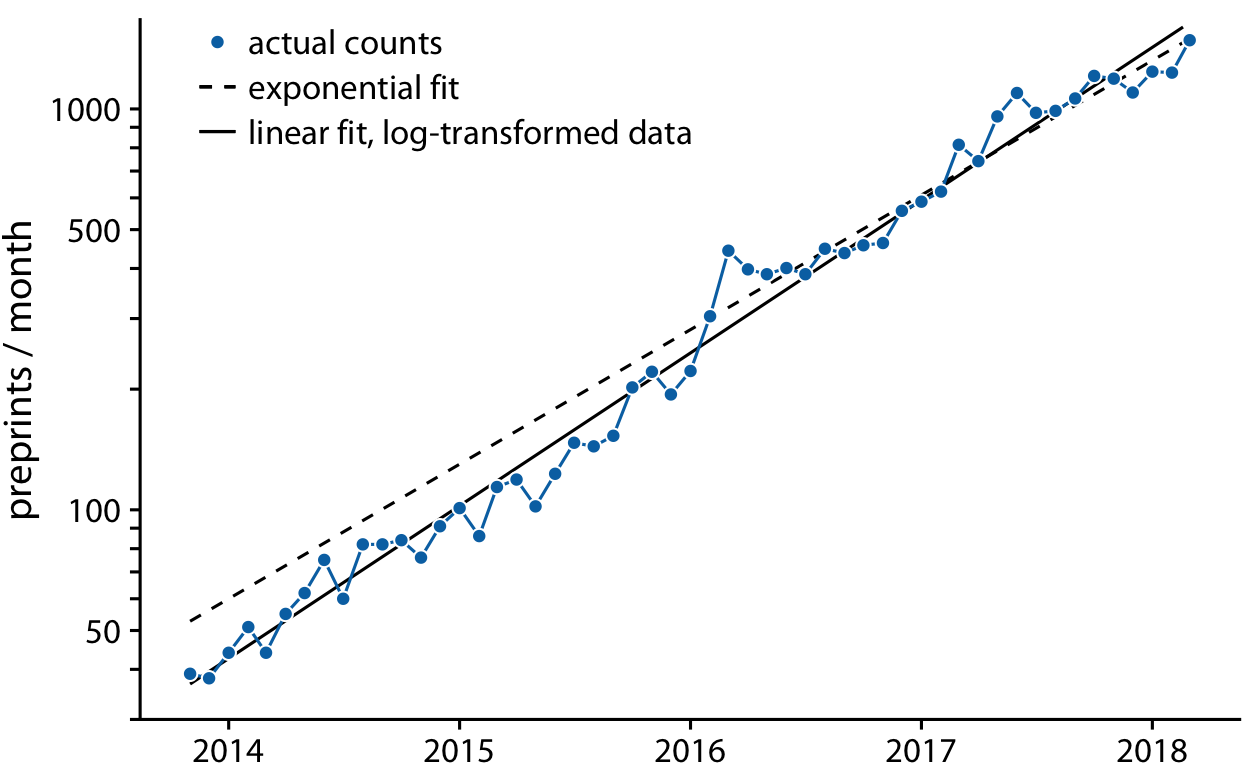 actual counts
exponential fit
linear fit, log-transformed data
preprints / month
1000
500
100
50
2014
2015
2016
2017
2018